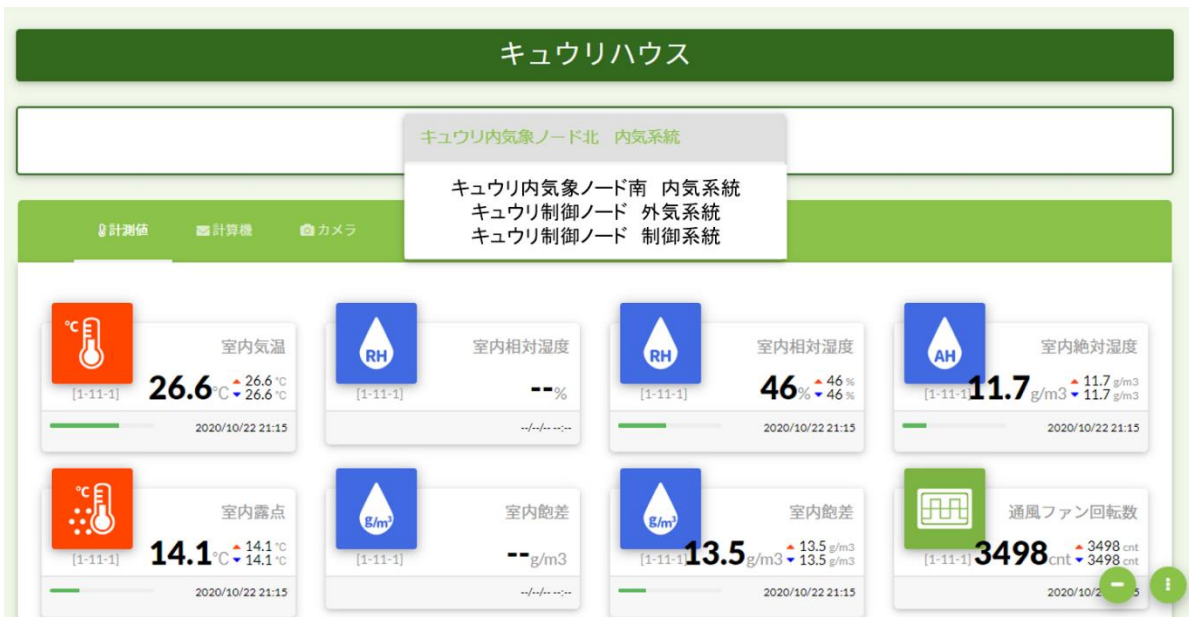 キュウリハウス
キュウリ内気象ノード北　内気系統
キュウリ内気象ノード南　内気系統
キュウリ制御ノード　外気系統
キュウリ制御ノード　制御系統
計測値 計算機 カメラ
℃
室内気温
[1-11-1] 26.6℃ 26.6 ℃
26.6 ℃
2020/10/22 21:15
RH
室内相対湿度
[1-11-1] --%
--/--/-- --:--
RH
室内相対湿度
[1-11-1] 46% 46 %
46 %
2020/10/22 21:15
AH
室内絶対湿度
[1-11-1] 11.7g/m3 11.7 g/m3
11.7 g/m3
2020/10/22 21:15
℃
室内露点
[1-11-1] 14.1℃ 14.1 ℃
14.1 ℃
2020/10/22 21:15
g/m³
室内飽差
[1-11-1] --g/m3
--/--/-- --:--
g/m³
室内飽差
[1-11-1] 13.5g/m3 13.5 g/m3
13.5 g/m3
2020/10/22 21:15
通風ファン回転数
[1-11-1] 3498cnt 3498 cnt
3498 cnt